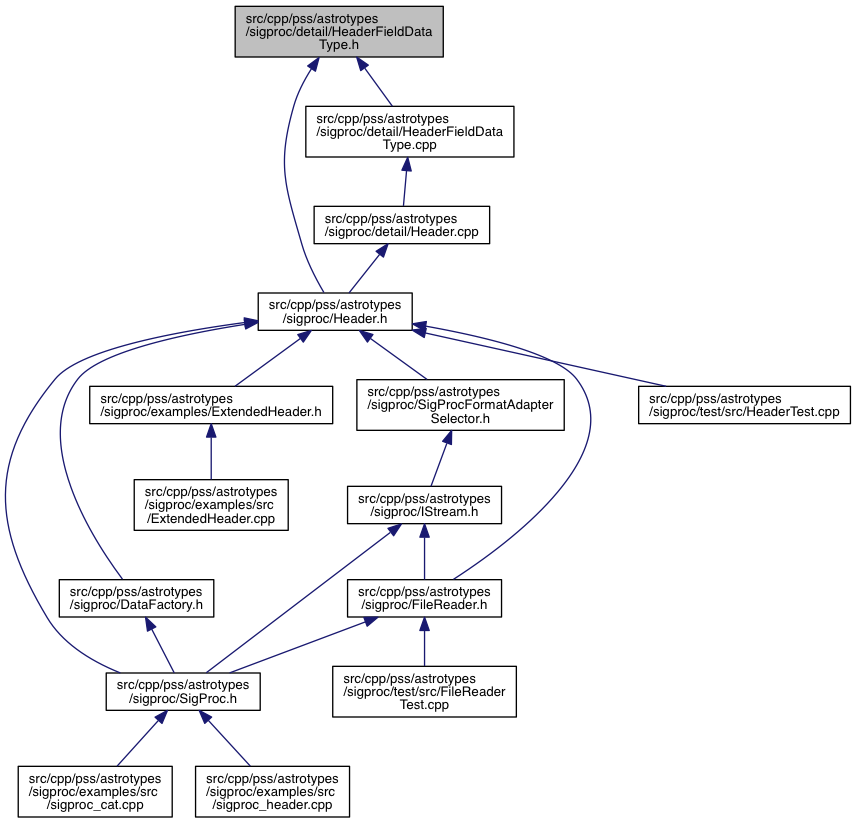 src/cpp/pss/astrotypes
/sigproc/detail/HeaderFieldData
Type.h
src/cpp/pss/astrotypes
/sigproc/detail/HeaderFieldData
Type.cpp
src/cpp/pss/astrotypes
/sigproc/detail/Header.cpp
src/cpp/pss/astrotypes
/sigproc/Header.h
src/cpp/pss/astrotypes
/sigproc/examples/ExtendedHeader.h
src/cpp/pss/astrotypes
/sigproc/SigProcFormatAdapter
Selector.h
src/cpp/pss/astrotypes
/sigproc/test/src/HeaderTest.cpp
src/cpp/pss/astrotypes
/sigproc/examples/src
/ExtendedHeader.cpp
src/cpp/pss/astrotypes
/sigproc/IStream.h
src/cpp/pss/astrotypes
/sigproc/DataFactory.h
src/cpp/pss/astrotypes
/sigproc/FileReader.h
src/cpp/pss/astrotypes
/sigproc/SigProc.h
src/cpp/pss/astrotypes
/sigproc/test/src/FileReader
Test.cpp
src/cpp/pss/astrotypes
/sigproc/examples/src
/sigproc_cat.cpp
src/cpp/pss/astrotypes
/sigproc/examples/src
/sigproc_header.cpp